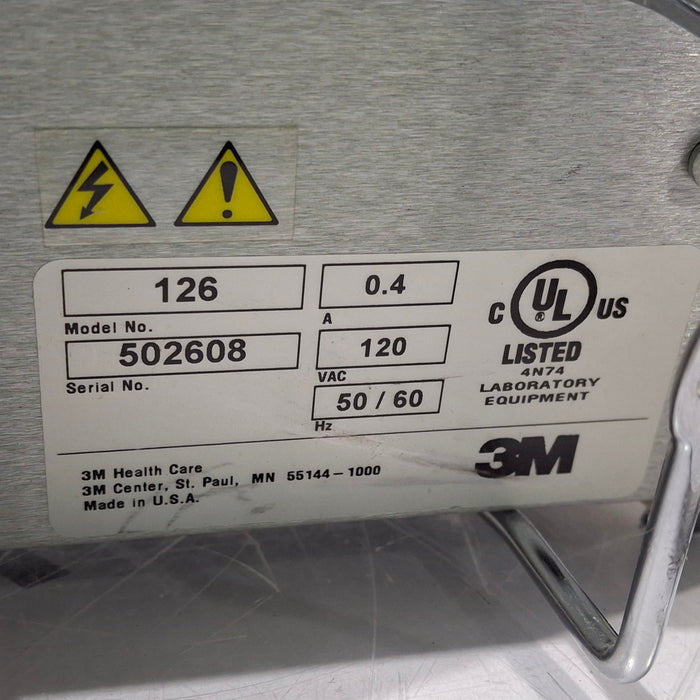 126
Model No.
502608
Serial No.
0.4
A
120
VAC
50 / 60
Hz
C UL ® US
LISTED
4N74
LABORATORY
EQUIPMENT
3M Health Care
3M Center, St. Paul, MN 55144-1000
Made in U.S.A.
3M